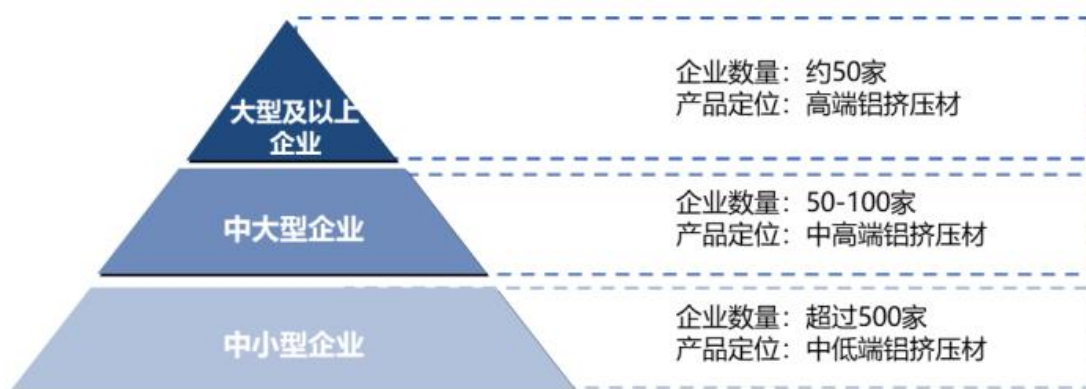 大型及以上
企业
企业数量：约50家
产品定位：高端铝挤压材
中大型企业
企业数量：50-100家
产品定位：中高端铝挤压材
中小型企业
企业数量：超过500家
产品定位：中低端铝挤压材